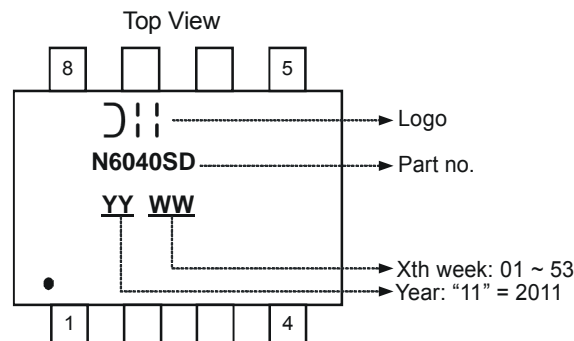 Top View
8 5
Logo
N6040SD Part no.
YY WW
Xth week: 01 ~ 53
Year: “11” = 2011
1 4